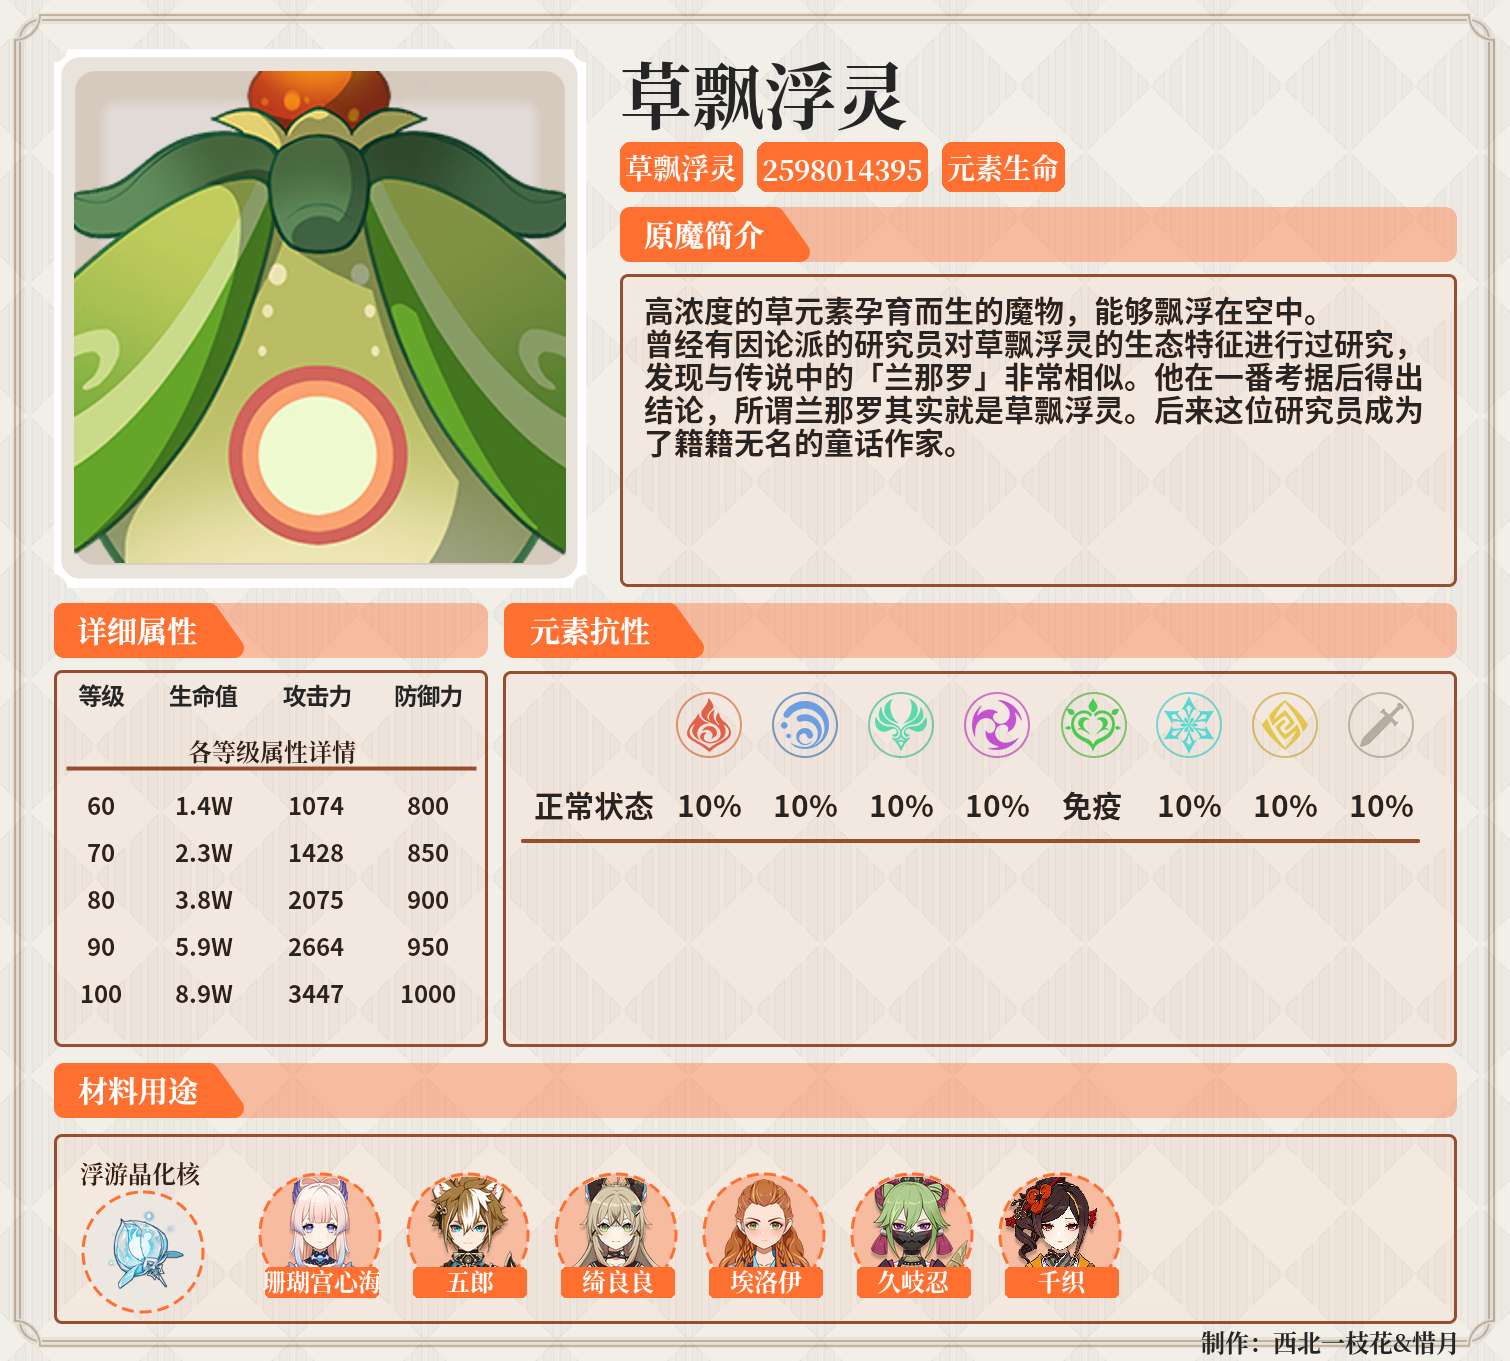 草飘浮灵
草飘浮灵 2598014395 元素生命
原魔简介
高浓度的草元素孕育而生的魔物，能够飘浮在空中。
曾经有因论派的研究员对草飘浮灵的生态特征进行过研究，
发现与传说中的「兰那罗」非常相似。他在一番考据后得出
结论，所谓兰那罗其实就是草飘浮灵。后来这位研究员成为
了籍籍无名的童话作家。
详细属性
等级 生命值 攻击力 防御力
各等级属性详情
60 1.4W 1074 800
70 2.3W 1428 850
80 3.8W 2075 900
90 5.9W 2664 950
100 8.9W 3447 1000
元素抗性
正常状态 10% 10% 10% 10% 免疫 10% 10% 10%
材料用途
浮游晶化核
珊瑚宫心海 五郎 绮良良 埃洛伊 久岐忍 千织
制作：西北一枝花&惜月